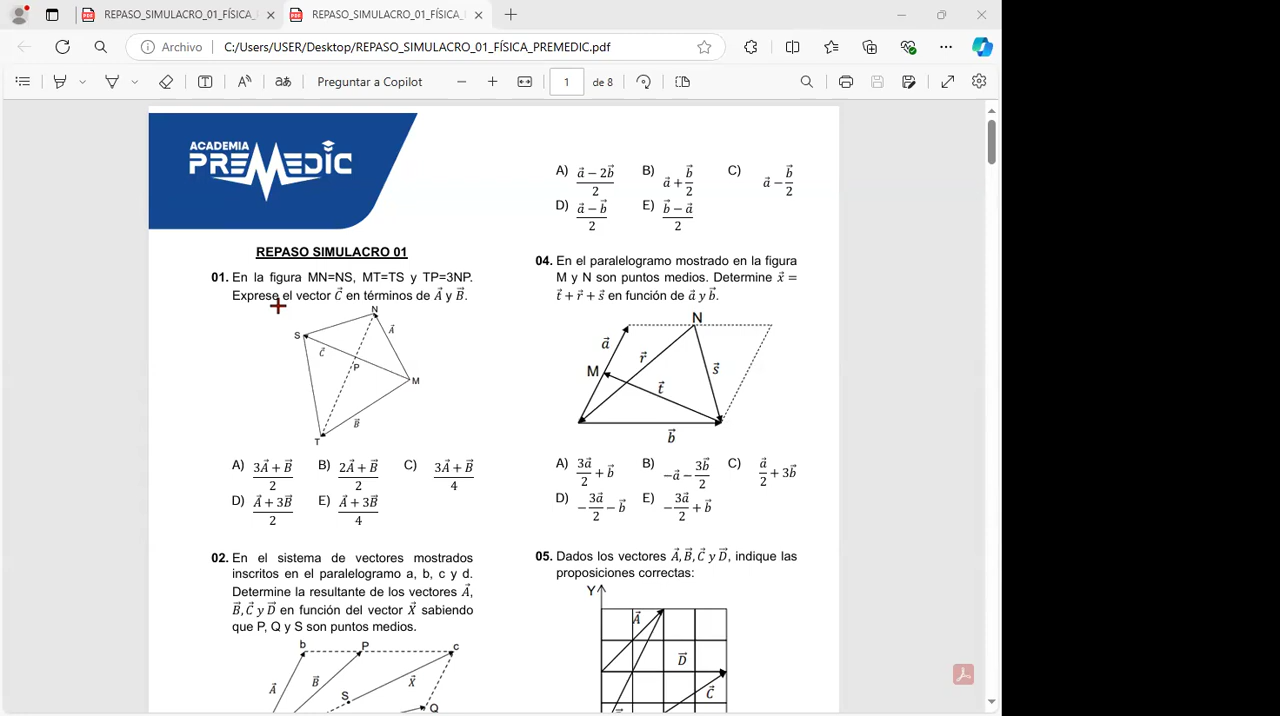 REPASO_SIMULACRO_01_FÍSICA_
REPASO_SIMULACRO_01_FÍSICA_
Archivo C:/Users/USER/Desktop/REPASO_SIMULACRO_01_FÍSICA_PREMEDIC.pdf
Preguntar a Copilot
1 de 8
ACADEMIA
PREMEDIC
REPASO SIMULACRO 01
01. En la figura MN=NS, MT=TS y TP=3NP.
Exprese el vector C⃗ en términos de A⃗ y B⃗.
N
A⃗
S
C⃗
P
M
B⃗
T
A) (3A⃗ + B⃗)/2 B) (2A⃗ + B⃗)/2 C) (3A⃗ + B⃗)/4
D) (A⃗ + 3B⃗)/2 E) (A⃗ + 3B⃗)/4
02. En el sistema de vectores mostrados
inscritos en el paralelogramo a, b, c y d.
Determine la resultante de los vectores A⃗,
B⃗, C⃗ y D⃗ en función del vector X⃗ sabiendo
que P, Q y S son puntos medios.
b P c
A⃗ B⃗ X⃗
S
Q
A) (a⃗ − 2b⃗)/2 B) a⃗ + b⃗/2 C) a⃗ − b⃗/2
D) (a⃗ − b⃗)/2 E) (b⃗ − a⃗)/2
04. En el paralelogramo mostrado en la figura
M y N son puntos medios. Determine x⃗ =
t⃗ + r⃗ + s⃗ en función de a⃗ y b⃗.
N
a⃗ r⃗ s⃗
M
t⃗
b⃗
A) 3a⃗/2 + b⃗ B) −a⃗ − 3b⃗/2 C) a⃗/2 + 3b⃗
D) −3a⃗/2 − b⃗ E) −3a⃗/2 + b⃗
05. Dados los vectores A⃗, B⃗, C⃗ y D⃗, indique las
proposiciones correctas:
Y
A⃗
D⃗
C⃗